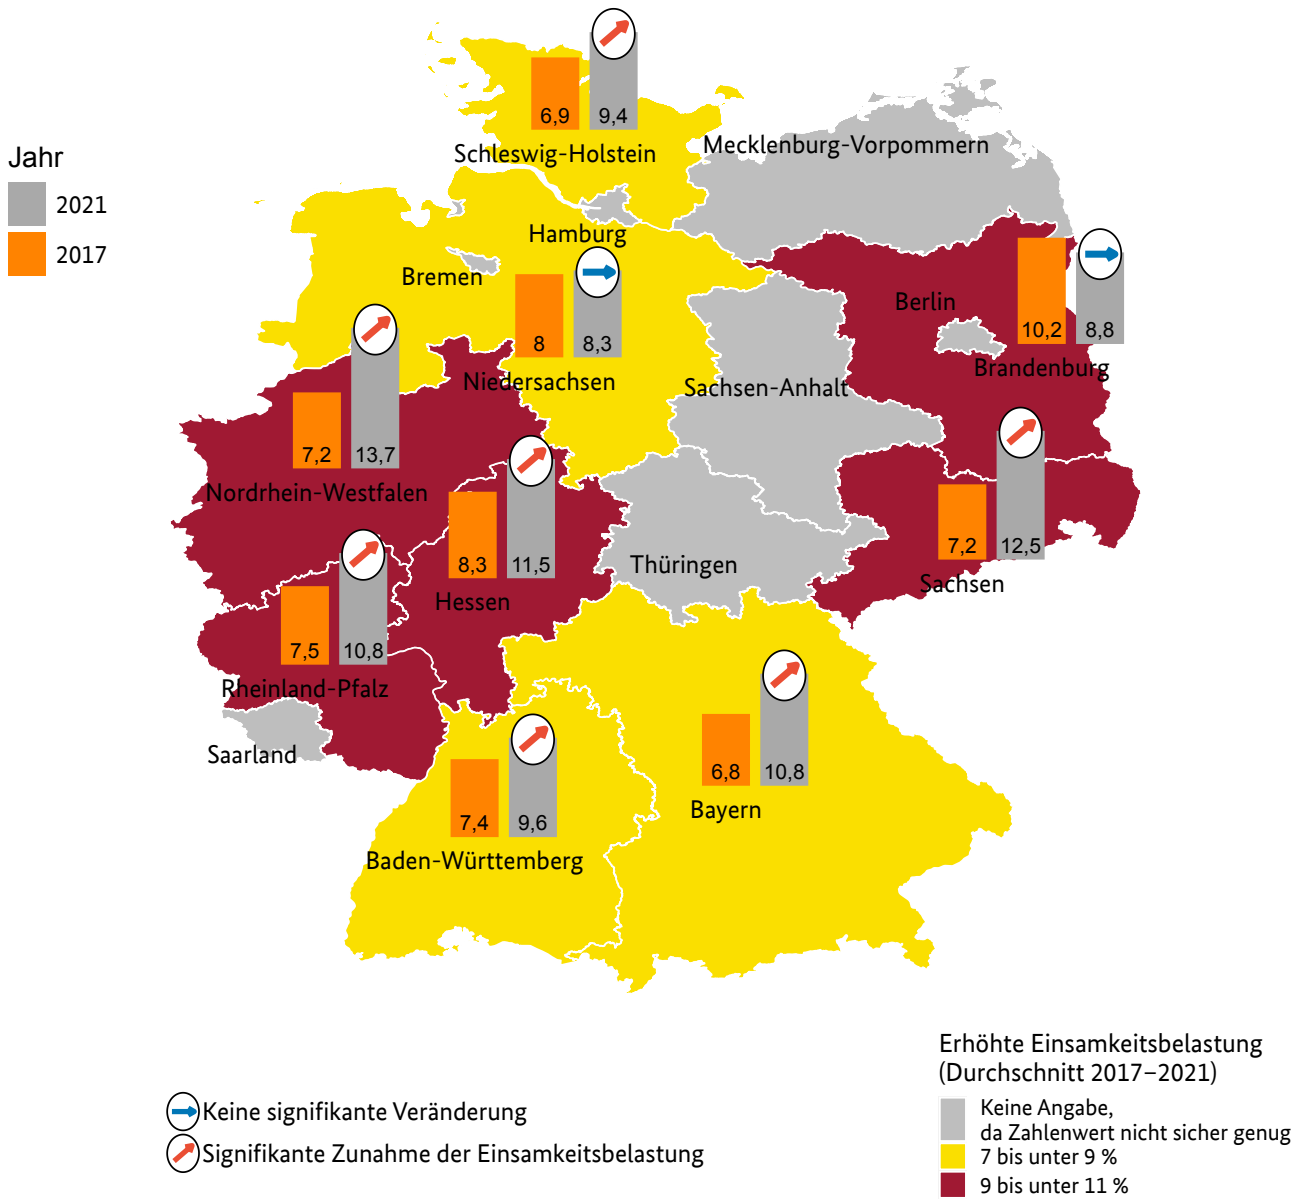 Jahr
2021
2017
6,9
9,4
Schleswig-Holstein
Mecklenburg-Vorpommern
Hamburg
Bremen
8
8,3
Niedersachsen
Berlin
10,2
8,8
Brandenburg
Sachsen-Anhalt
7,2
13,7
Nordrhein-Westfalen
8,3
11,5
Hessen
7,2
12,5
Sachsen
Thüringen
7,5
10,8
Rheinland-Pfalz
Saarland
6,8
10,8
Bayern
7,4
9,6
Baden-Württemberg
Keine signifikante Veränderung
Signifikante Zunahme der Einsamkeitsbelastung
Erhöhte Einsamkeitsbelastung
(Durchschnitt 2017–2021)
Keine Angabe,
da Zahlenwert nicht sicher genug
7 bis unter 9 %
9 bis unter 11 %